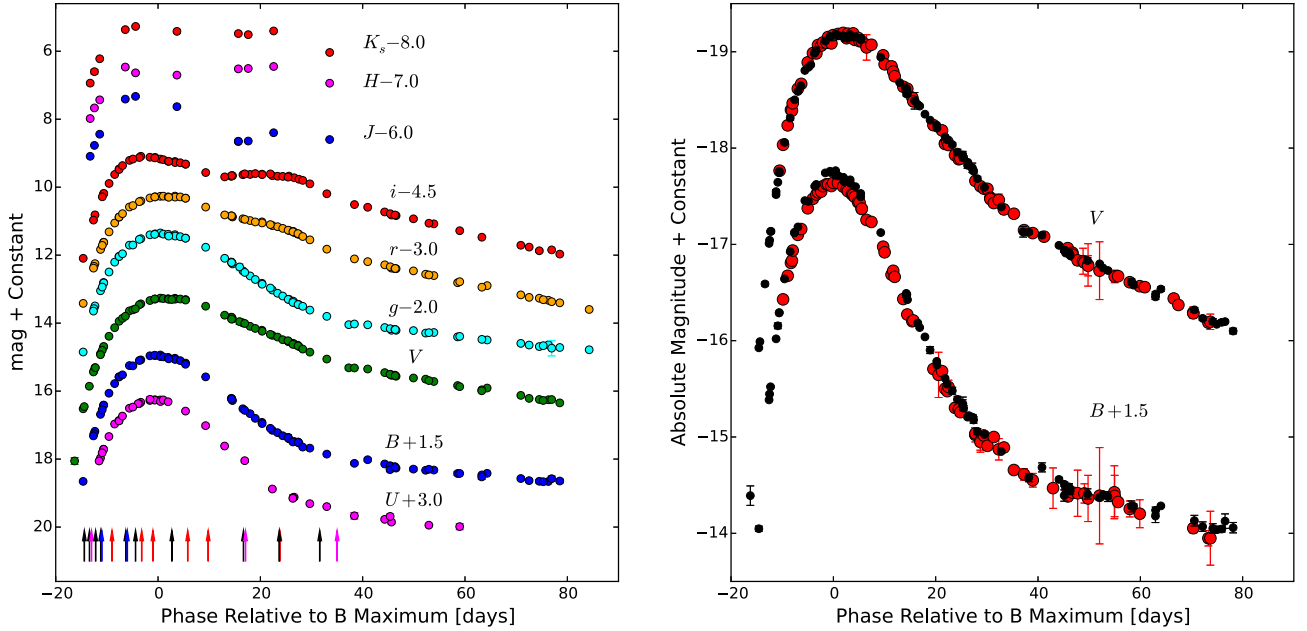 6
8
10
12
14
16
18
20
mag + Constant
K_s−8.0
H−7.0
J−6.0
i−4.5
r−3.0
g−2.0
V
B+1.5
U+3.0
−20 0 20 40 60 80
Phase Relative to B Maximum [days]
−19
−18
−17
−16
−15
−14
Absolute Magnitude + Constant
V
B+1.5
−20 0 20 40 60 80
Phase Relative to B Maximum [days]